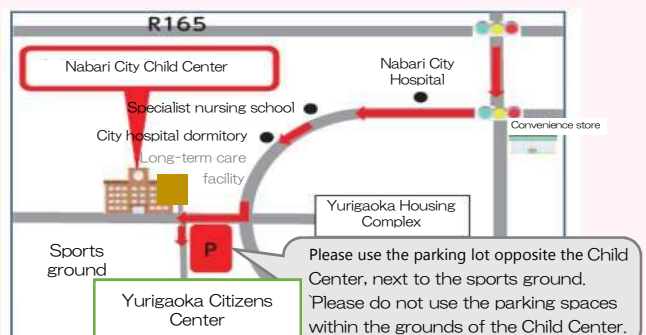 R165
Nabari City Child Center
Nabari City
Hospital
Specialist nursing school
City hospital dormitory
Convenience store
Long-term care
facility
Yurigaoka Housing
Complex
Sports
ground
P
Please use the parking lot opposite the Child
Center, next to the sports ground.
`Please do not use the parking spaces
within the grounds of the Child Center.
Yurigaoka Citizens
Center